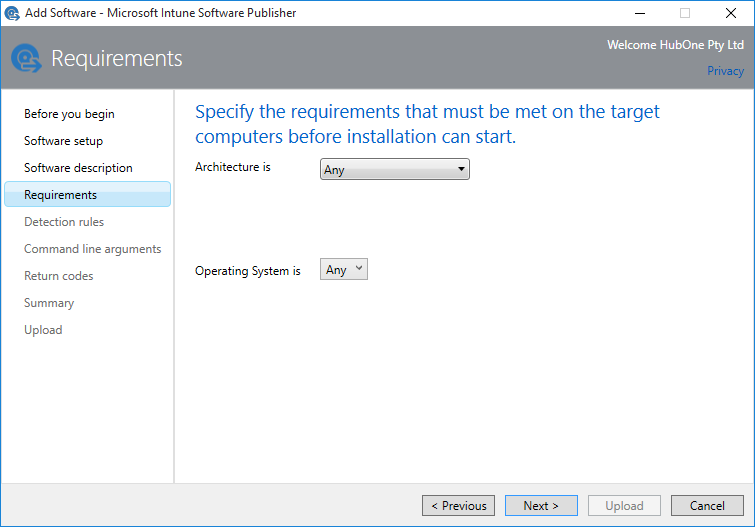 Add Software - Microsoft Intune Software Publisher
Requirements
Welcome HubOne Pty Ltd
Privacy
Before you begin
Software setup
Software description
Requirements
Detection rules
Command line arguments
Return codes
Summary
Upload
Specify the requirements that must be met on the target
computers before installation can start.
Architecture is
Any
Operating System is
Any
< Previous
Next >
Upload
Cancel